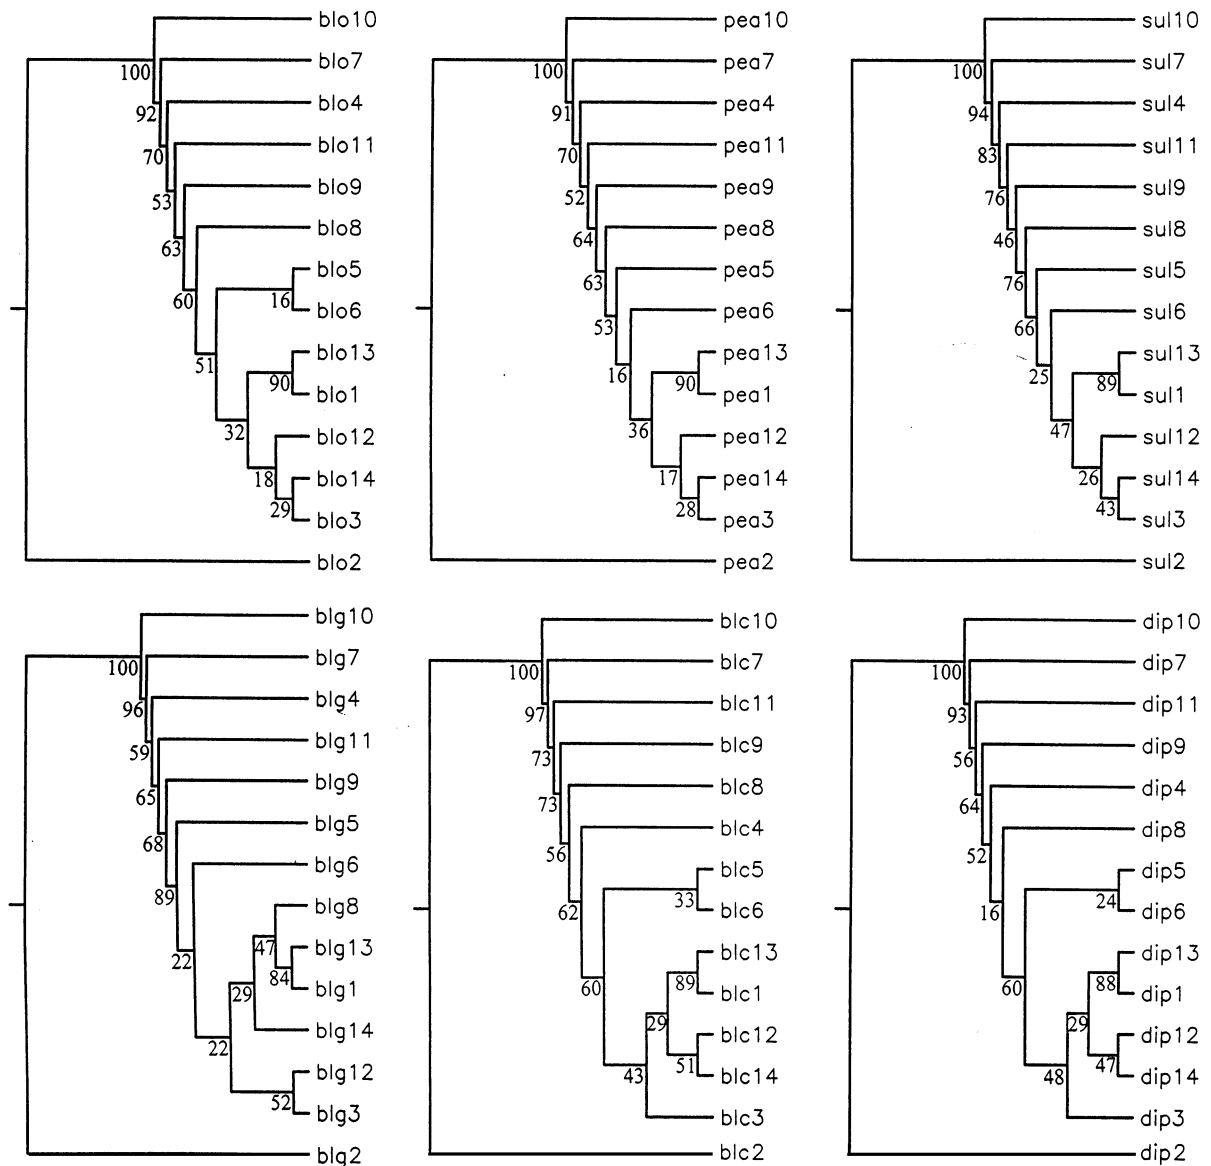 blo10
blo7
100
blo4
92
blo11
70
blo9
53
blo8
63
blo5
60
16
blo6
blo13
51
90
blo1
32
blo12
18
blo14
29
blo3
blo2
pea10
pea7
100
pea4
91
pea11
70
pea9
52
pea8
64
pea5
63
pea6
53
pea13
16
90
pea1
36
pea12
17
pea14
28
pea3
pea2
sul10
sul7
100
sul4
94
sul11
83
sul9
76
sul8
46
sul5
76
sul6
66
sul13
25
89
sul1
47
sul12
26
sul14
43
sul3
sul2
blg10
blg7
100
blg4
96
blg11
59
blg9
65
blg5
68
blg6
89
blg8
47
blg13
22
84
blg1
29
blg14
22
blg12
52
blg3
blg2
blc10
blc7
100
blc11
97
blc9
73
blc8
73
blc4
56
blc5
33
62
blc6
blc13
60
89
blc1
29
blc12
43
51
blc14
blc3
blc2
dip10
dip7
100
dip11
93
dip9
56
dip4
64
dip8
52
dip5
24
16
dip6
dip13
60
88
dip1
29
dip12
48
47
dip14
dip3
dip2